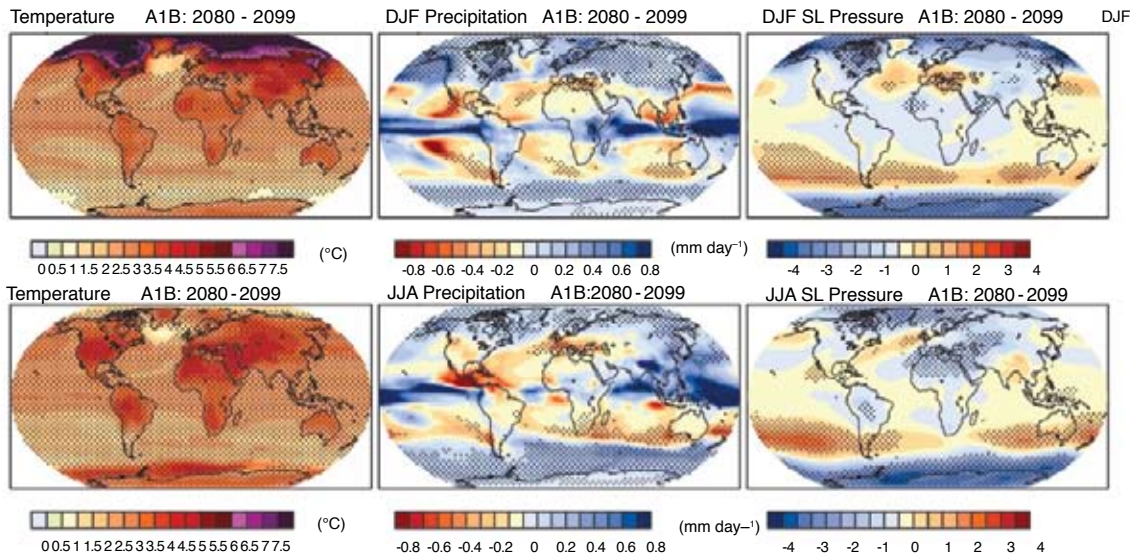 Temperature A1B: 2080 - 2099
DJF Precipitation A1B: 2080 - 2099
DJF SL Pressure A1B: 2080 - 2099
DJF
0 0.5 1 1.5 2 2.5 3 3.5 4 4.5 5 5.5 6 6.5 7 7.5
(°C)
-0.8 -0.6 -0.4 -0.2 0 0.2 0.4 0.6 0.8
(mm day⁻¹)
-4 -3 -2 -1 0 1 2 3 4
Temperature A1B: 2080 - 2099
JJA Precipitation A1B:2080 - 2099
JJA SL Pressure A1B: 2080 - 2099
0 0.5 1 1.5 2 2.5 3 3.5 4 4.5 5 5.5 6 6.5 7 7.5
(°C)
-0.8 -0.6 -0.4 -0.2 0 0.2 0.4 0.6 0.8
(mm day–¹)
-4 -3 -2 -1 0 1 2 3 4